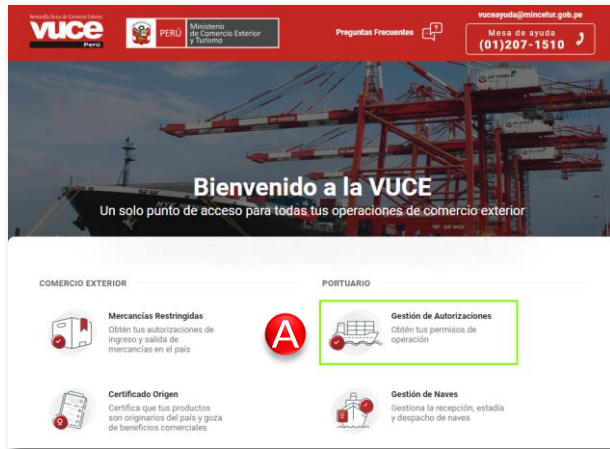 Ventanilla Única de Comercio Exterior
vuce
Perú
PERÚ
Ministerio
de Comercio Exterior
y Turismo
Preguntas Frecuentes
vuceayuda@mincetur.gob.pe
Mesa de ayuda
(01)207-1510
Bienvenido a la VUCE
Un solo punto de acceso para todas tus operaciones de comercio exterior
COMERCIO EXTERIOR
Mercancías Restringidas
Obtén tus autorizaciones de
ingreso y salida de
mercancías en el país
Certificado Origen
Certifica que tus productos
son originarios del país y goza
de beneficios comerciales
PORTUARIO
A
Gestión de Autorizaciones
Obtén tus permisos de
operación
Gestión de Naves
Gestiona la recepción, estadía
y despacho de naves